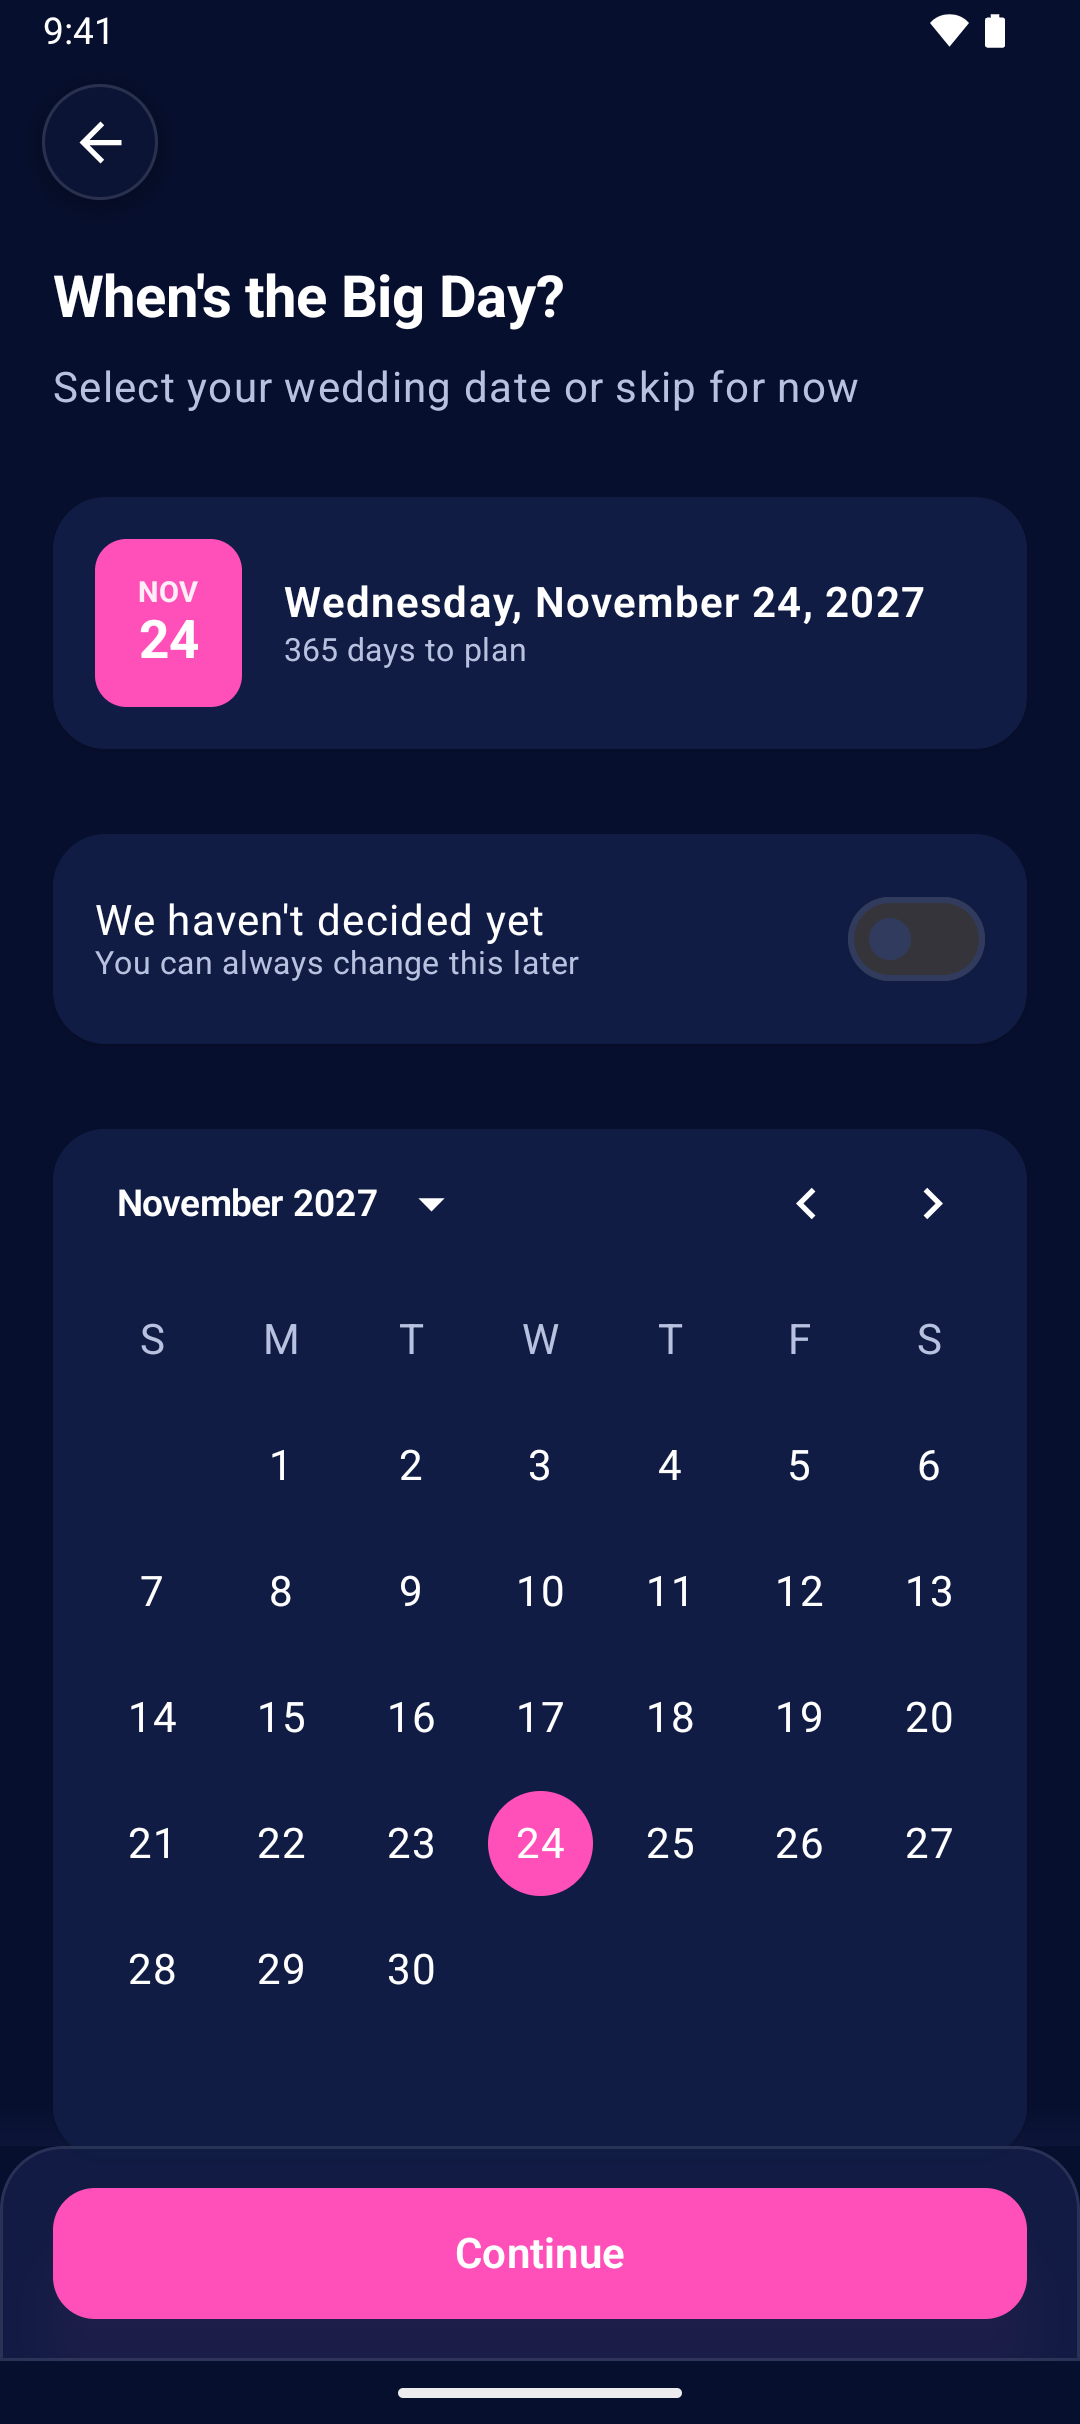 9:41
When's the Big Day?
Select your wedding date or skip for now
NOV
24
Wednesday, November 24, 2027
365 days to plan
We haven't decided yet
You can always change this later
November 2027
S M T W T F S
1 2 3 4 5 6
7 8 9 10 11 12 13
14 15 16 17 18 19 20
21 22 23 24 25 26 27
28 29 30
Continue